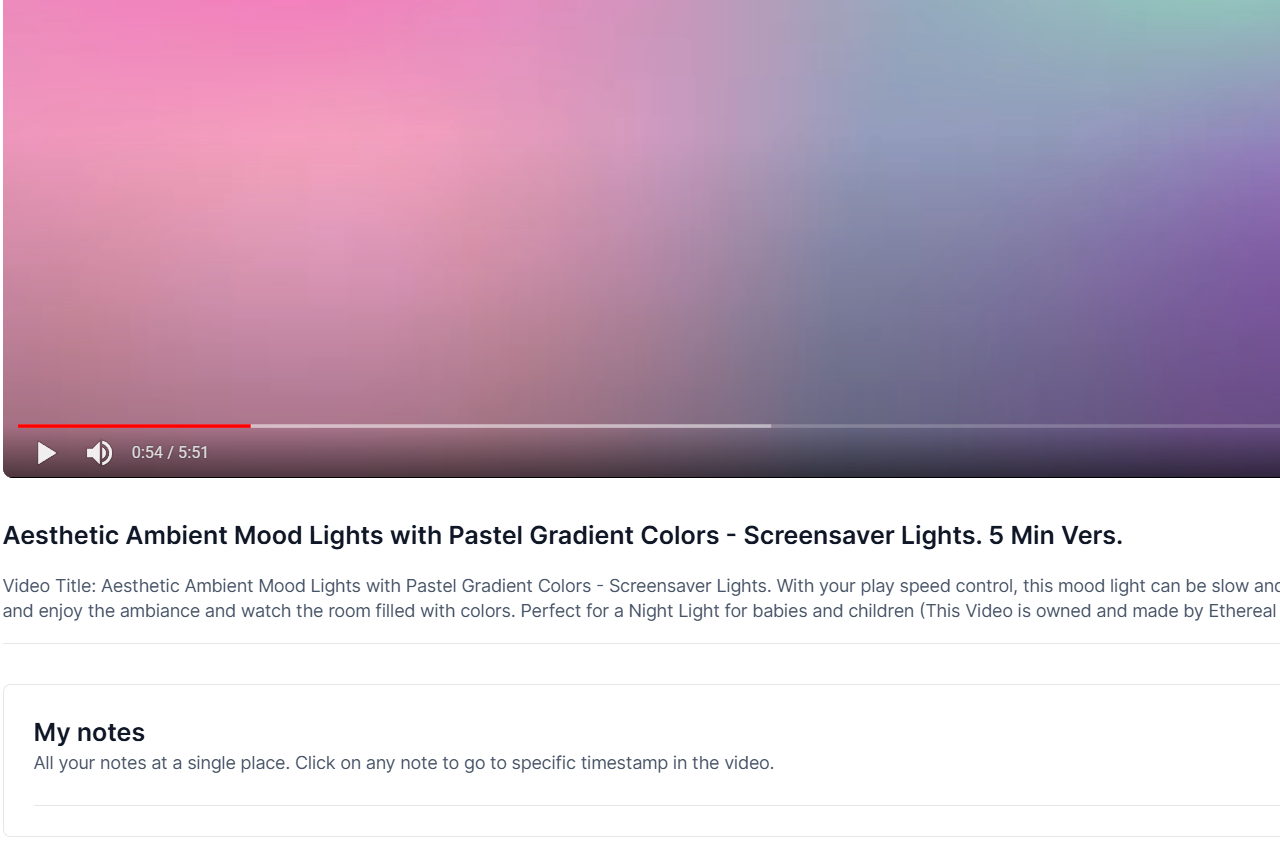 0:54 / 5:51
Aesthetic Ambient Mood Lights with Pastel Gradient Colors - Screensaver Lights. 5 Min Vers.
Video Title: Aesthetic Ambient Mood Lights with Pastel Gradient Colors - Screensaver Lights. With your play speed control, this mood light can be slow and
and enjoy the ambiance and watch the room filled with colors. Perfect for a Night Light for babies and children (This Video is owned and made by Ethereal
My notes
All your notes at a single place. Click on any note to go to specific timestamp in the video.